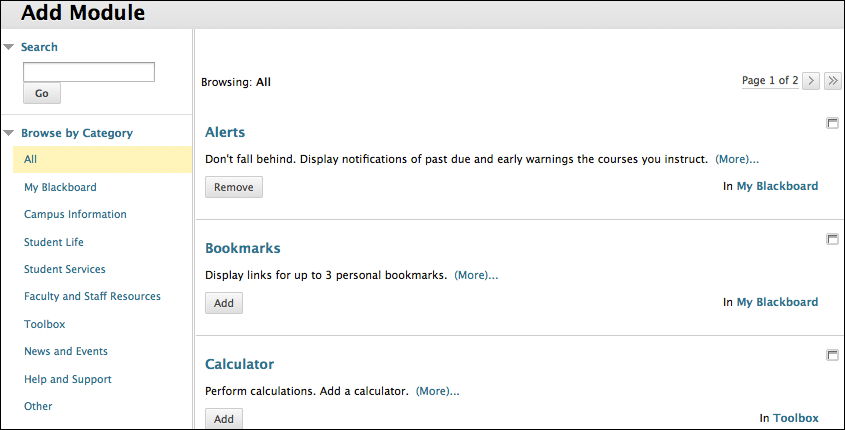 Add Module
Search
Go
Browse by Category
All
My Blackboard
Campus Information
Student Life
Student Services
Faculty and Staff Resources
Toolbox
News and Events
Help and Support
Other
Browsing: All
Page 1 of 2
Alerts
Don't fall behind. Display notifications of past due and early warnings the courses you instruct. (More)...
Remove
In My Blackboard
Bookmarks
Display links for up to 3 personal bookmarks. (More)...
Add
In My Blackboard
Calculator
Perform calculations. Add a calculator. (More)...
Add
In Toolbox